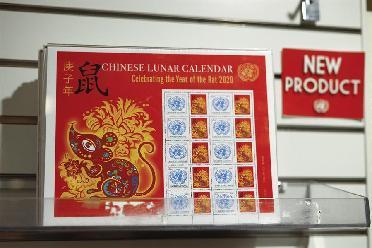 庚子年
鼠
CHINESE LUNAR CALENDAR
Celebrating the Year of the Rat 2020
NEW
PRODUCT